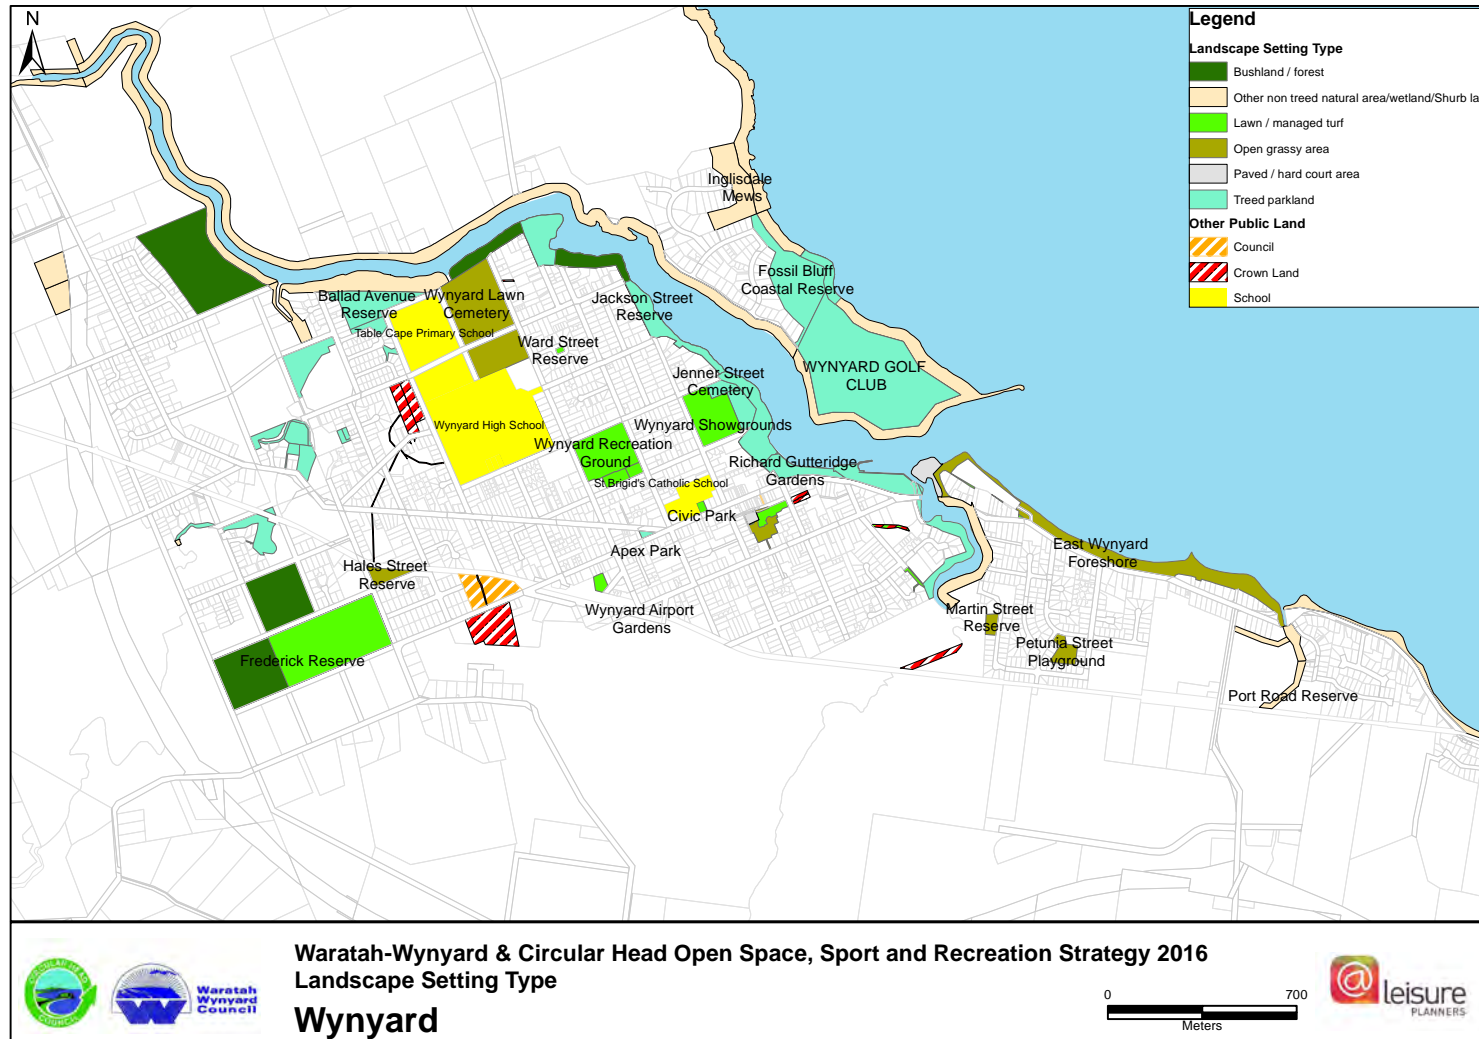 N
Legend
Landscape Setting Type
Bushland / forest
Other non treed natural area/wetland/Shurb la
Lawn / managed turf
Open grassy area
Paved / hard court area
Treed parkland
Other Public Land
Council
Crown Land
School
Inglisdale
Mews
Fossil Bluff
Coastal Reserve
Ballad Avenue
Reserve
Wynyard Lawn
Cemetery
Jackson Street
Reserve
Table Cape Primary School
Ward Street
Reserve
WYNYARD GOLF
CLUB
Jenner Street
Cemetery
Wynyard High School
Wynyard Showgrounds
Wynyard Recreation
Ground
Richard Gutteridge
Gardens
St Brigid's Catholic School
Civic Park
Apex Park
East Wynyard
Foreshore
Hales Street
Reserve
Wynyard Airport
Gardens
Martin Street
Reserve
Petunia Street
Playground
Frederick Reserve
Port Road Reserve
CIRCULAR HEAD
COUNCIL
Waratah
Wynyard
Council
Waratah-Wynyard & Circular Head Open Space, Sport and Recreation Strategy 2016
Landscape Setting Type
Wynyard
0 700
Meters
@leisure
PLANNERS